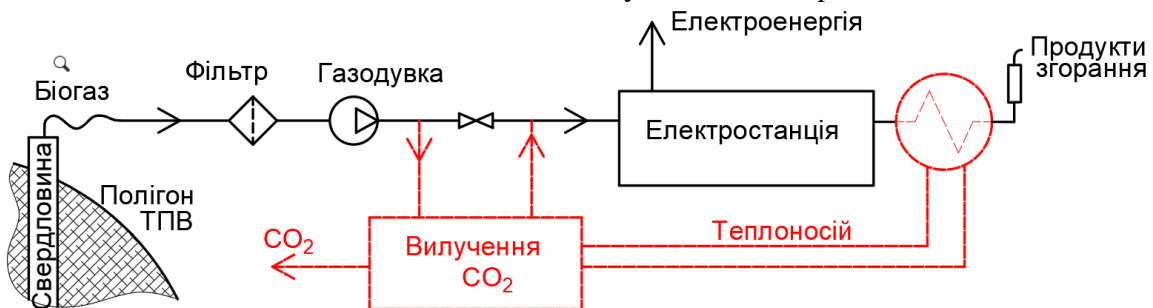 Електроенергія
Продукти
згорання
Фільтр
Газодувка
Біогаз
Електростанція
Свердловина
Полігон
ТПВ
CO2
Вилучення
CO2
Теплоносій